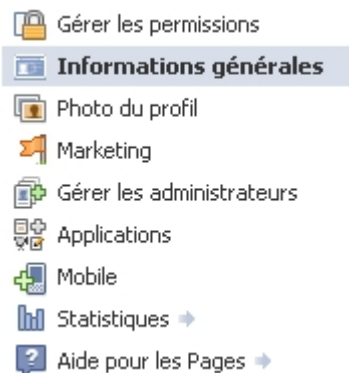 Gérer les permissions
Informations générales
Photo du profil
Marketing
Gérer les administrateurs
Applications
Mobile
Statistiques
Aide pour les Pages